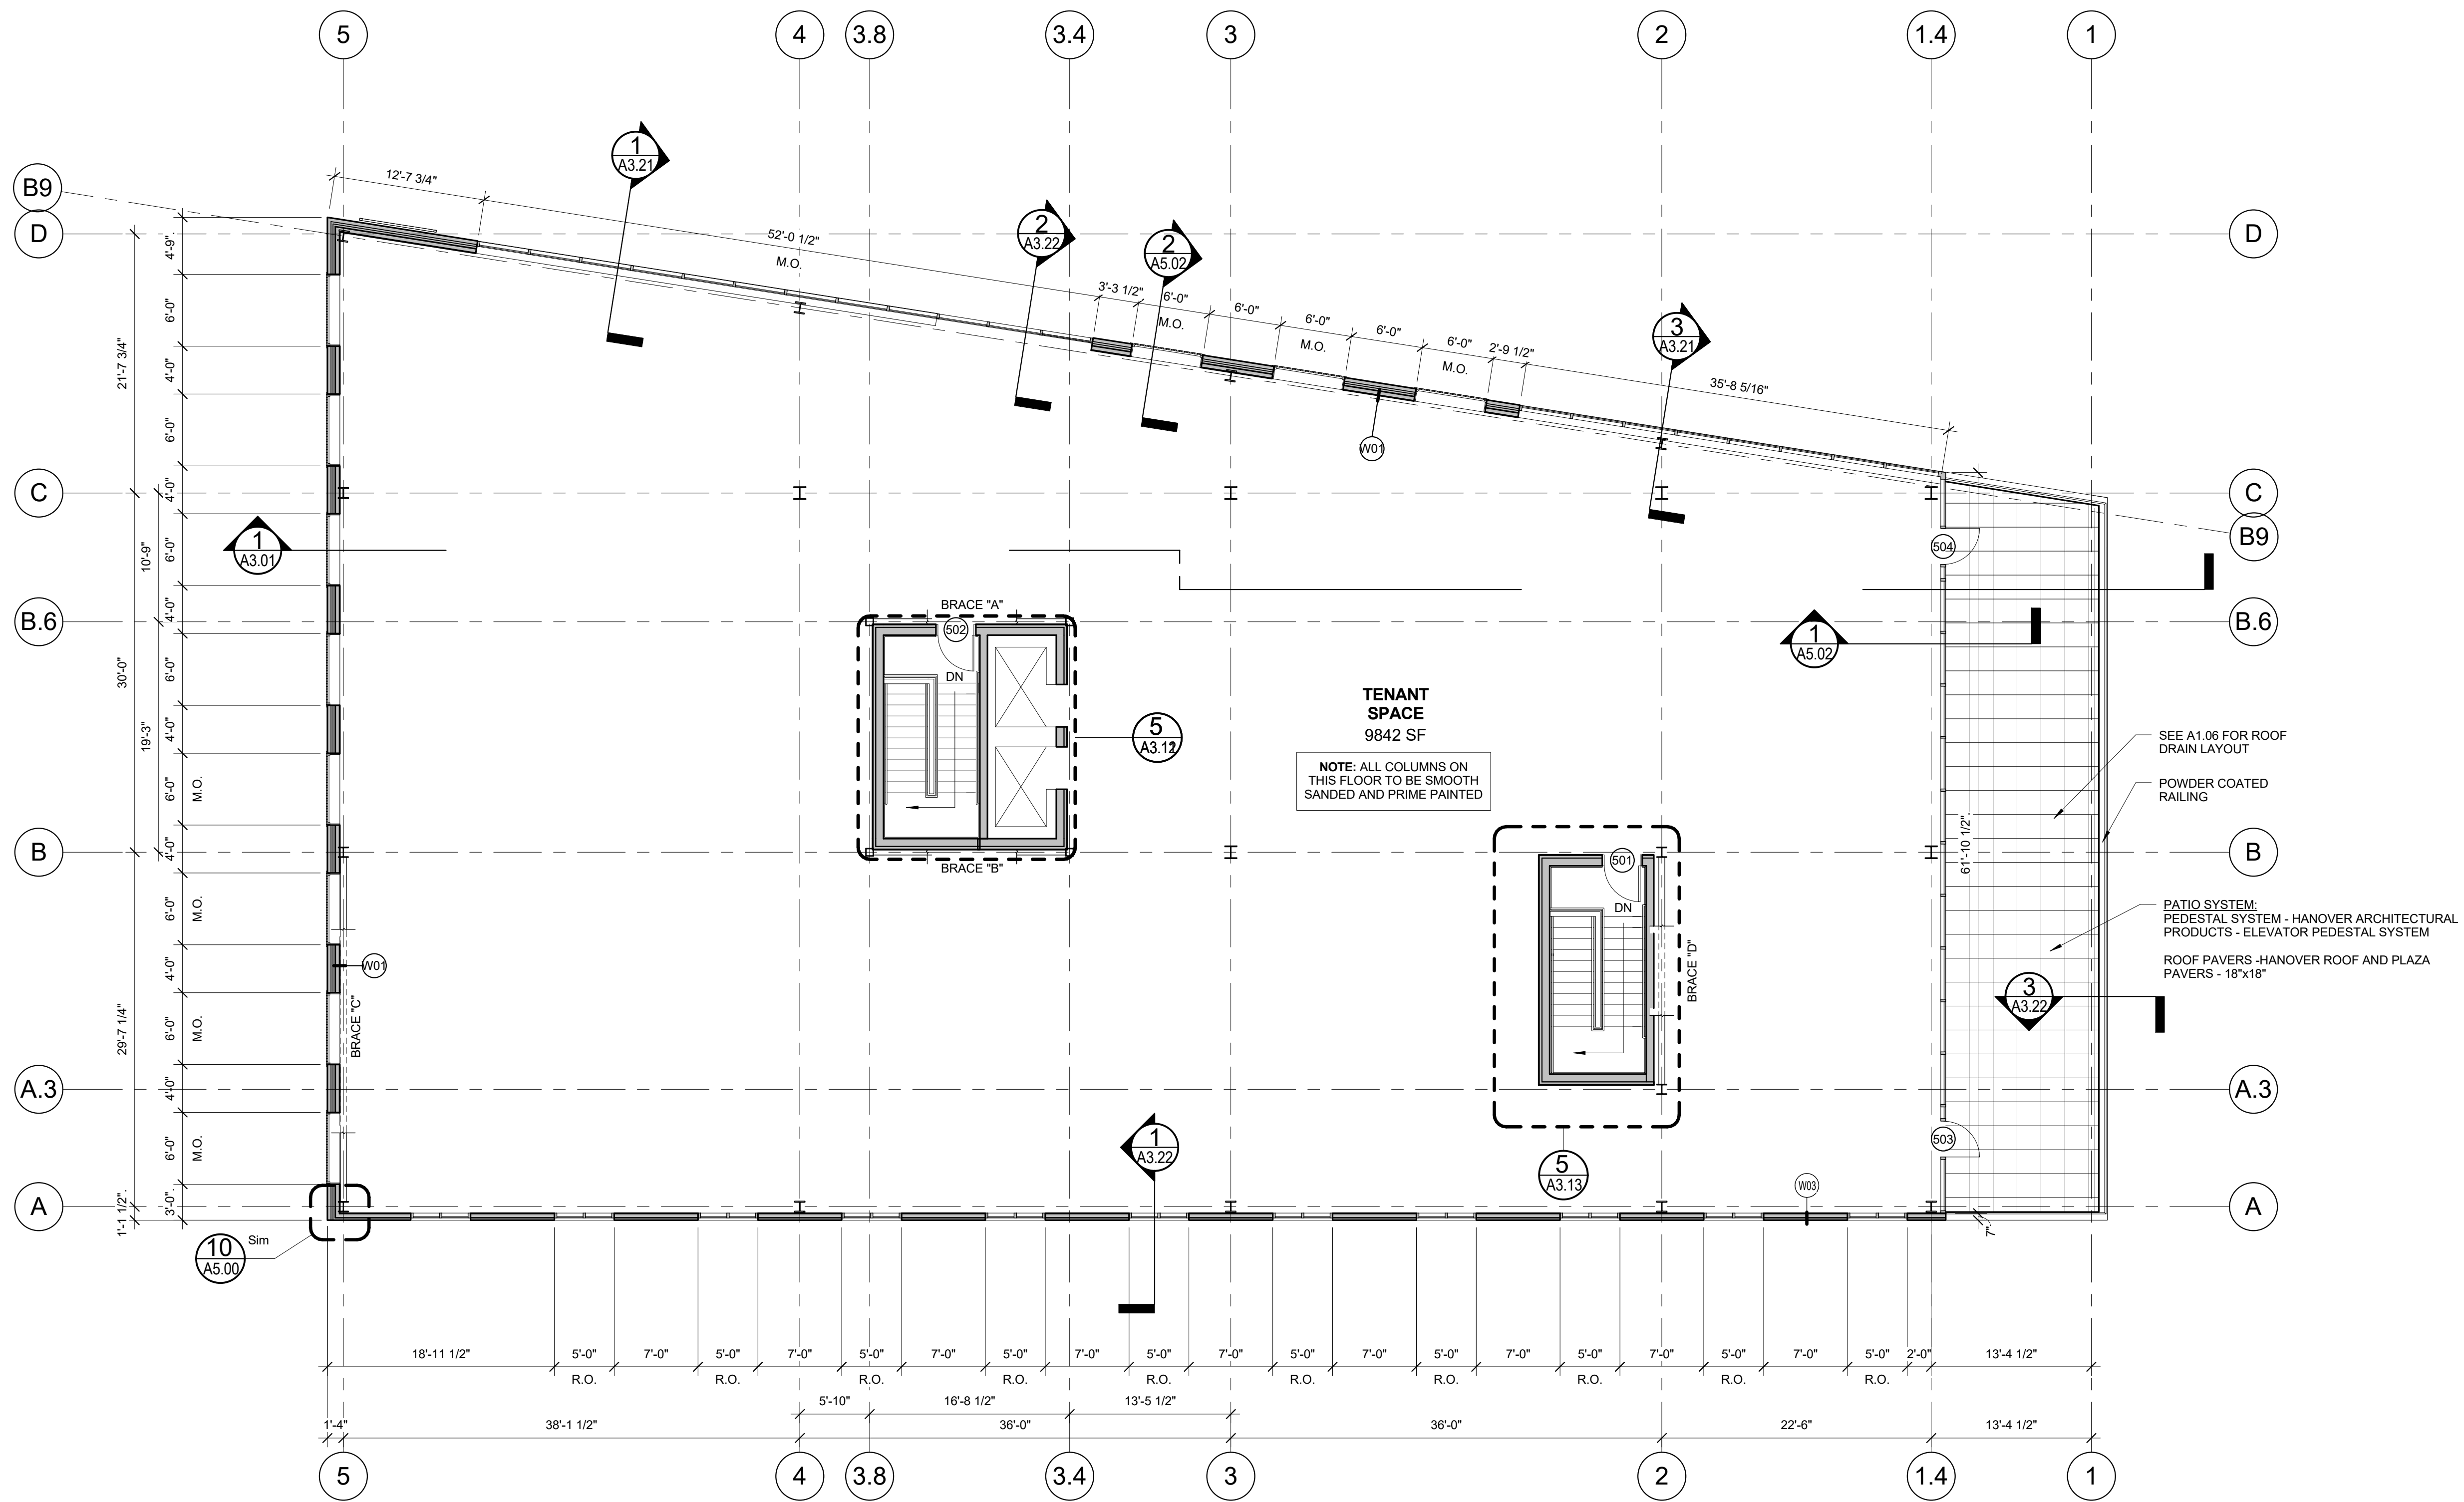 5
4
3.8
3.4
3
2
1.4
1
B9
D
C
B.6
B
A.3
A
D
C
B9
B.6
B
A.3
A
12'-7 3/4"
52'-0 1/2"
M.O.
3'-3 1/2"
6'-0"
M.O.
6'-0"
6'-0"
M.O.
6'-0"
6'-0"
M.O.
2'-9 1/2"
35'-8 5/16"
1
A3.21
2
A3.22
2
A5.02
3
A3.21
W01
4'-9"
6'-0"
4'-0"
6'-0"
4'-0"
6'-0"
4'-0"
6'-0"
4'-0"
6'-0"
M.O.
4'-0"
6'-0"
M.O.
4'-0"
6'-0"
M.O.
4'-0"
6'-0"
M.O.
3'-0"
21'-7 3/4"
30'-0"
29'-7 1/4"
1'-1 1/2"
10'-9"
19'-3"
1
A3.01
BRACE "A"
502
DN
BRACE "B"
5
TENANT
SPACE
9842 SF
NOTE: ALL COLUMNS ON
THIS FLOOR TO BE SMOOTH
SANDED AND PRIME PAINTED
504
1
A5.02
SEE A1.06 FOR ROOF
DRAIN LAYOUT
POWDER COATED
RAILING
61'-10 1/2"
PATIO SYSTEM:
PEDESTAL SYSTEM - HANOVER ARCHITECTURAL
PRODUCTS - ELEVATOR PEDESTAL SYSTEM
ROOF PAVERS -HANOVER ROOF AND PLAZA
PAVERS - 18"x18"
501
DN
BRACE "D"
3
A3.22
W01
BRACE "C"
1
A3.22
5
A3.13
503
W03
7"
10
A5.00
Sim
18'-11 1/2"
5'-0"
7'-0"
5'-0"
7'-0"
5'-0"
7'-0"
5'-0"
7'-0"
5'-0"
7'-0"
5'-0"
7'-0"
5'-0"
7'-0"
5'-0"
7'-0"
5'-0"
7'-0"
5'-0"
2'-0"
13'-4 1/2"
R.O.
R.O.
R.O.
R.O.
R.O.
R.O.
R.O.
R.O.
R.O.
R.O.
5'-10"
16'-8 1/2"
13'-5 1/2"
1'-4"
38'-1 1/2"
36'-0"
36'-0"
22'-6"
13'-4 1/2"
5
4
3.8
3.4
3
2
1.4
1